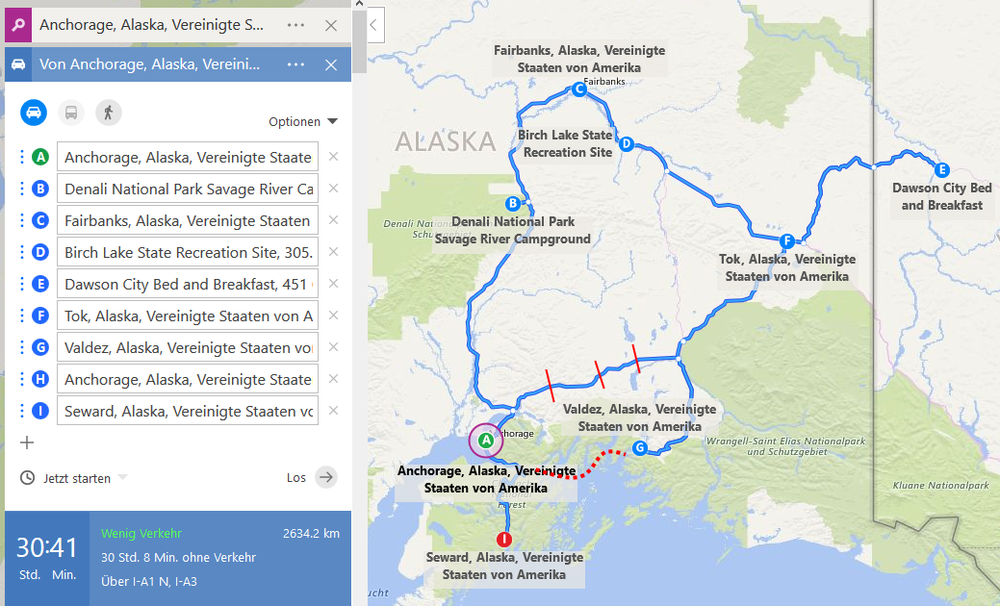 Anchorage, Alaska, Vereinigte S...
Von Anchorage, Alaska, Vereini...
Optionen
A Anchorage, Alaska, Vereinigte Staate
B Denali National Park Savage River Ca
C Fairbanks, Alaska, Vereinigte Staaten
D Birch Lake State Recreation Site, 305.
E Dawson City Bed and Breakfast, 451
F Tok, Alaska, Vereinigte Staaten von A
G Valdez, Alaska, Vereinigte Staaten vo
H Anchorage, Alaska, Vereinigte Staate
I Seward, Alaska, Vereinigte Staaten vo
Jetzt starten
Los
30:41
Std. Min.
Wenig Verkehr
2634.2 km
30 Std. 8 Min. ohne Verkehr
Über I-A1 N, I-A3
Fairbanks, Alaska, Vereinigte
Staaten von Amerika
C
Fairbanks
ALASKA
Birch Lake State
Recreation Site
D
E
Dawson City Bed
and Breakfast
B
Denali National Park
Savage River Campground
F
Tok, Alaska, Vereinigte
Staaten von Amerika
Valdez, Alaska, Vereinigte
Staaten von Amerika
G
Wrangell-Saint Elias Nationalpark
und Schutzgebiet
Kluane Nationalpark
A
Anchorage, Alaska, Vereinigte
Staaten von Amerika
Forest
I
Seward, Alaska, Vereinigte
Staaten von Amerika
ucht